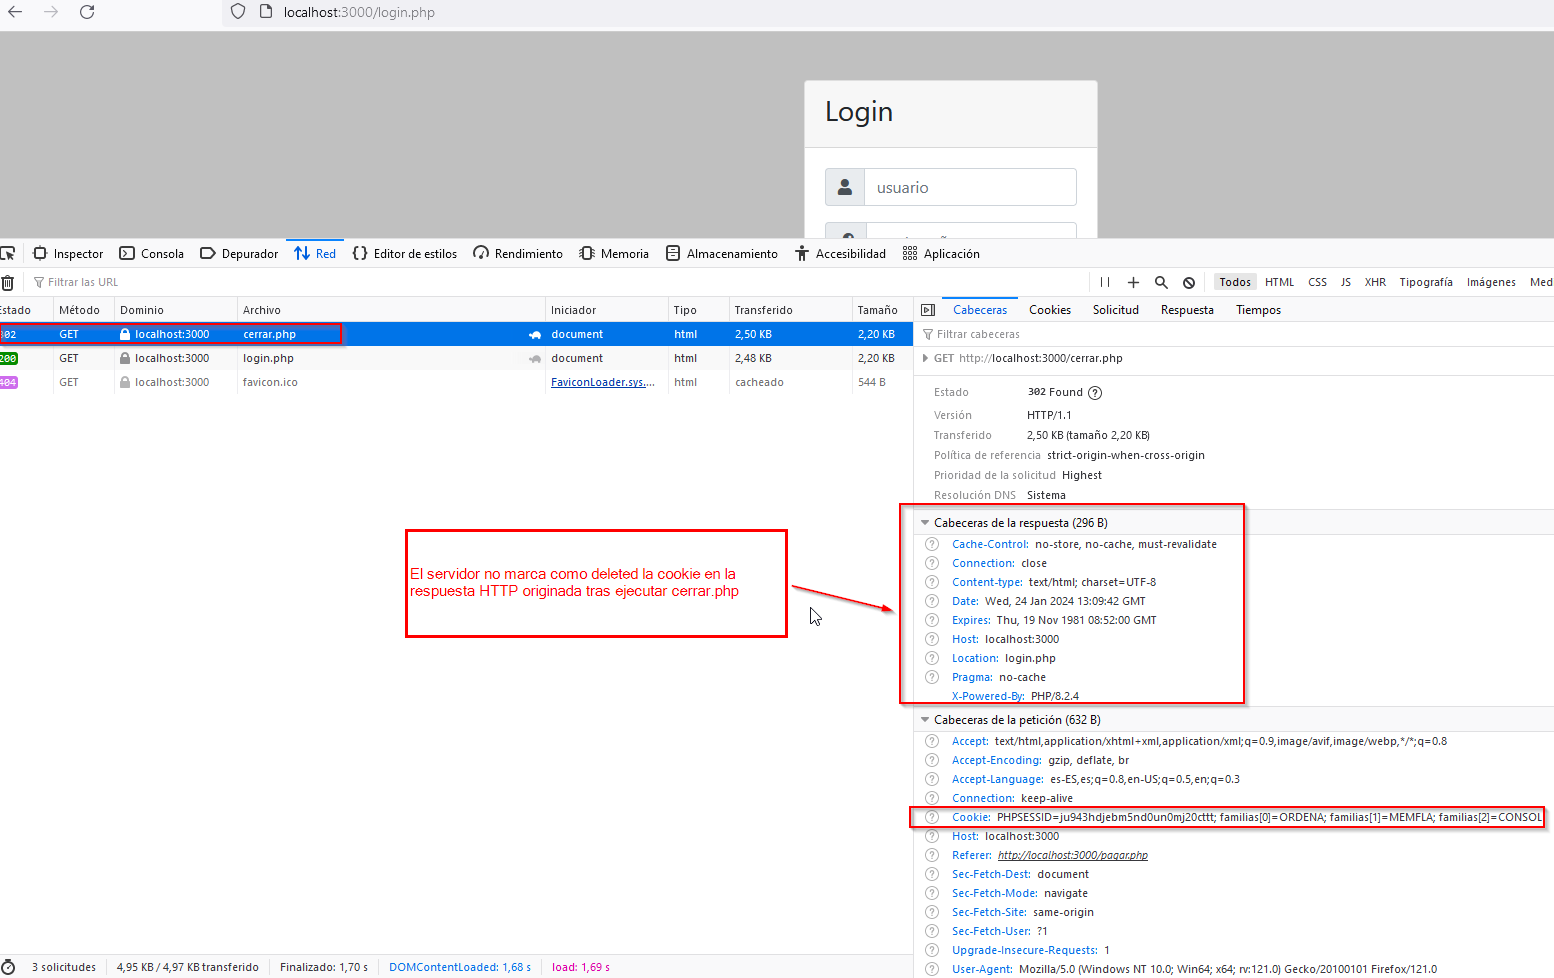 localhost:3000/login.php
Login
usuario
Inspector Consola Depurador Red Editor de estilos Rendimiento Memoria Almacenamiento Accesibilidad Aplicación
Filtrar las URL
Todos HTML CSS JS XHR Tipografía Imágenes Med
Estado Método Dominio Archivo Iniciador Tipo Transferido Tamaño
302 GET localhost:3000 cerrar.php document html 2,50 KB 2,20 KB
200 GET localhost:3000 login.php document html 2,48 KB 2,20 KB
404 GET localhost:3000 favicon.ico FaviconLoader.sys.... html cacheado 544 B
Cabeceras Cookies Solicitud Respuesta Tiempos
Filtrar cabeceras
GET http://localhost:3000/cerrar.php
Estado 302 Found ?
Versión HTTP/1.1
Transferido 2,50 KB (tamaño 2,20 KB)
Política de referencia strict-origin-when-cross-origin
Prioridad de la solicitud Highest
Resolución DNS Sistema
Cabeceras de la respuesta (296 B)
? Cache-Control: no-store, no-cache, must-revalidate
? Connection: close
? Content-type: text/html; charset=UTF-8
? Date: Wed, 24 Jan 2024 13:09:42 GMT
? Expires: Thu, 19 Nov 1981 08:52:00 GMT
? Host: localhost:3000
? Location: login.php
? Pragma: no-cache
X-Powered-By: PHP/8.2.4
El servidor no marca como deleted la cookie en la
respuesta HTTP originada tras ejecutar cerrar.php
Cabeceras de la petición (632 B)
? Accept: text/html,application/xhtml+xml,application/xml;q=0.9,image/avif,image/webp,*/*;q=0.8
? Accept-Encoding: gzip, deflate, br
? Accept-Language: es-ES,es;q=0.8,en-US;q=0.5,en;q=0.3
? Connection: keep-alive
? Cookie: PHPSESSID=ju943hdjebm5nd0un0mj20cttt; familias[0]=ORDENA; familias[1]=MEMFLA; familias[2]=CONSOL
? Host: localhost:3000
? Referer: http://localhost:3000/pagar.php
? Sec-Fetch-Dest: document
? Sec-Fetch-Mode: navigate
? Sec-Fetch-Site: same-origin
? Sec-Fetch-User: ?1
? Upgrade-Insecure-Requests: 1
? User-Agent: Mozilla/5.0 (Windows NT 10.0; Win64; x64; rv:121.0) Gecko/20100101 Firefox/121.0
3 solicitudes 4,95 KB / 4,97 KB transferido Finalizado: 1,70 s DOMContentLoaded: 1,68 s load: 1,69 s